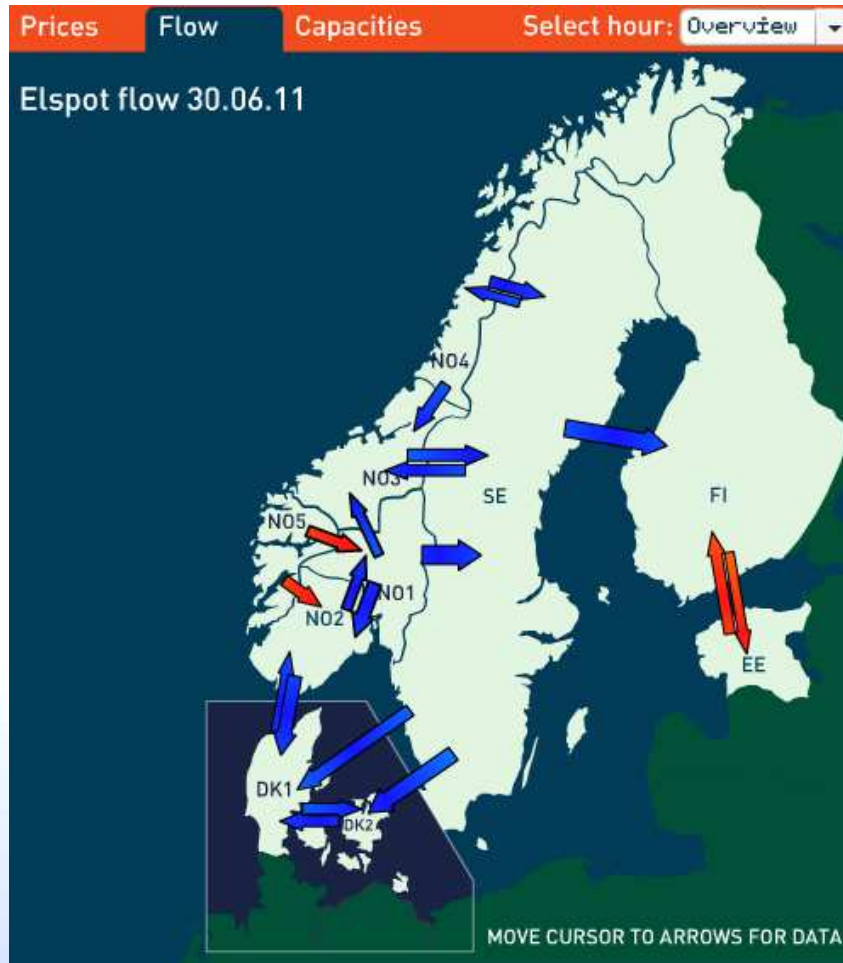 Prices Flow Capacities Select hour: Overview
Elspot flow 30.06.11
NO4
NO3
SE
FI
NO5
NO1
NO2
EE
DK1
DK2
MOVE CURSOR TO ARROWS FOR DATA